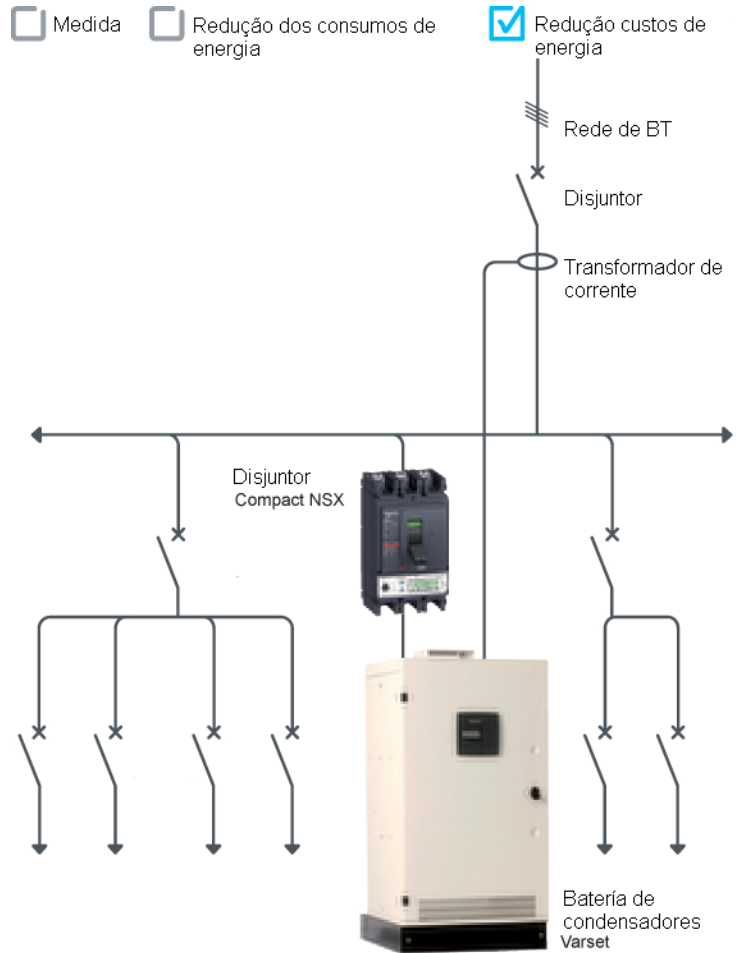 Medida
Redução dos consumos de
energia
Redução custos de
energia
Rede de BT
Disjuntor
Transformador de
corrente
Disjuntor
Compact NSX
Batería de
condensadores
Varset